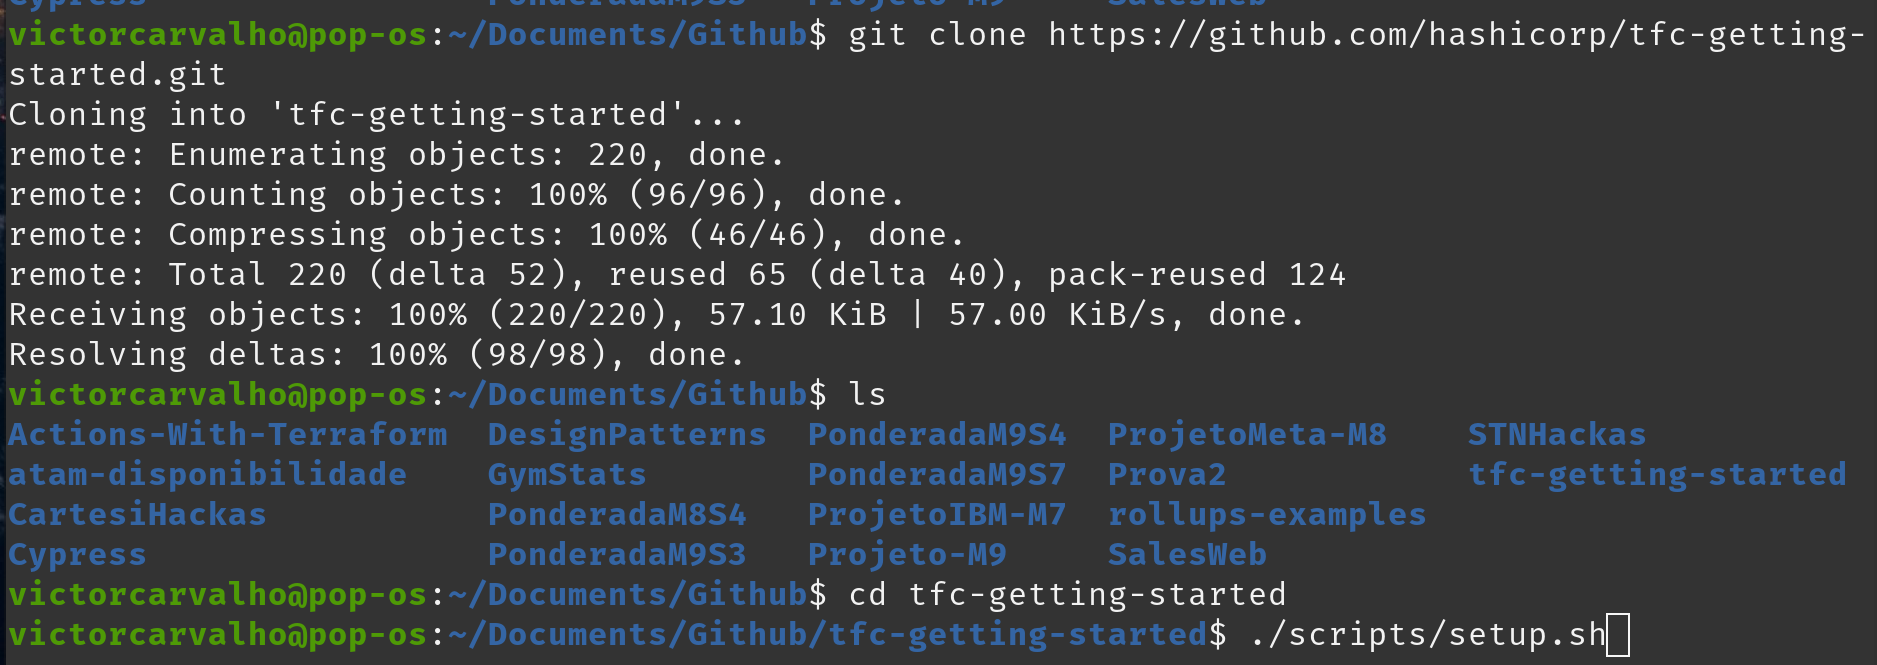 Cypress PonderadaM9S3 Projeto-M9 SalesWeb
victorcarvalho@pop-os:~/Documents/Github$ git clone https://github.com/hashicorp/tfc-getting-
started.git
Cloning into 'tfc-getting-started'...
remote: Enumerating objects: 220, done.
remote: Counting objects: 100% (96/96), done.
remote: Compressing objects: 100% (46/46), done.
remote: Total 220 (delta 52), reused 65 (delta 40), pack-reused 124
Receiving objects: 100% (220/220), 57.10 KiB | 57.00 KiB/s, done.
Resolving deltas: 100% (98/98), done.
victorcarvalho@pop-os:~/Documents/Github$ ls
Actions-With-Terraform DesignPatterns PonderadaM9S4 ProjetoMeta-M8 STNHackas
atam-disponibilidade GymStats PonderadaM9S7 Prova2 tfc-getting-started
CartesiHackas PonderadaM8S4 ProjetoIBM-M7 rollups-examples
Cypress PonderadaM9S3 Projeto-M9 SalesWeb
victorcarvalho@pop-os:~/Documents/Github$ cd tfc-getting-started
victorcarvalho@pop-os:~/Documents/Github/tfc-getting-started$ ./scripts/setup.sh